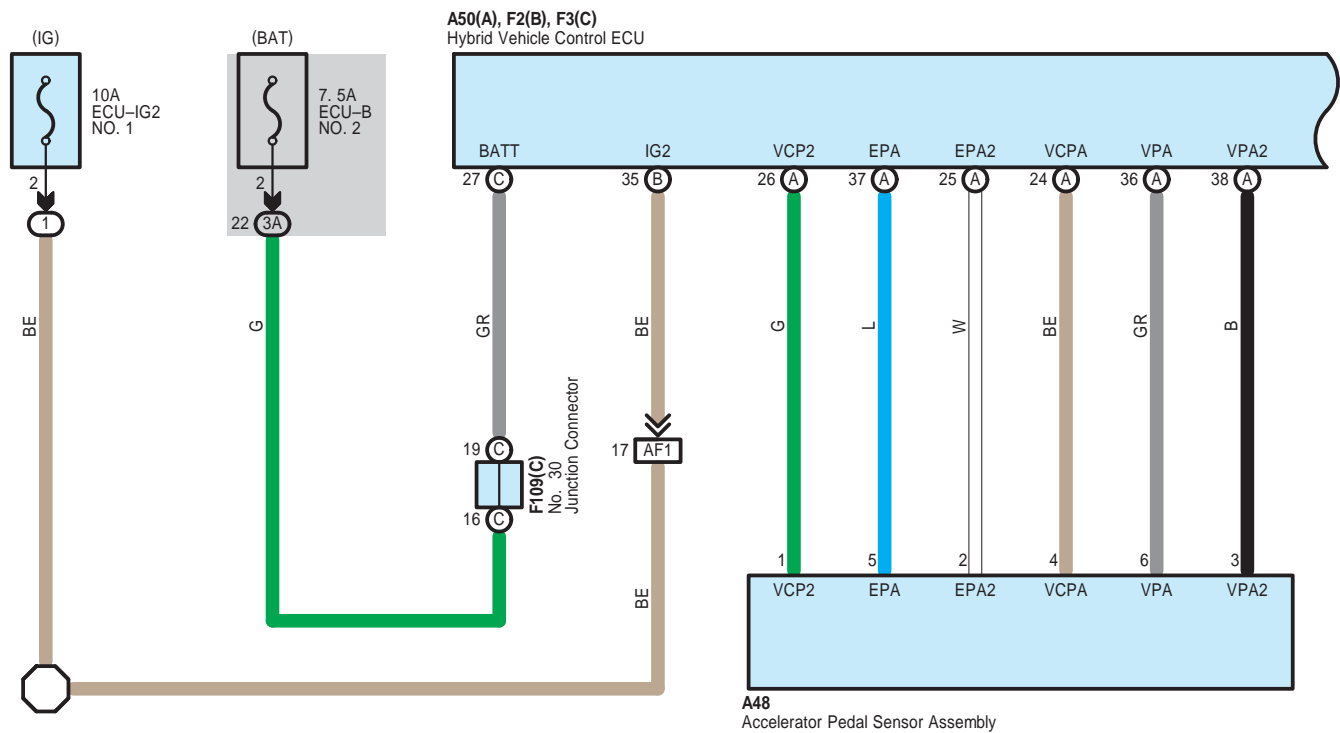 A50(A), F2(B), F3(C)
Hybrid Vehicle Control ECU
(IG)
(BAT)
10A
ECU–IG2
NO. 1
7. 5A
ECU–B
NO. 2
BATT IG2 VCP2 EPA EPA2 VCPA VPA VPA2
2
2
27 C 35 B 26 A 37 A 25 A 24 A 36 A 38 A
1
22 3A
BE
G
GR
BE
G
L
W
BE
GR
B
19 C
17 AF1
F109(C)
No. 30
Junction Connector
16 C
BE
1 5 2 4 6 3
VCP2 EPA EPA2 VCPA VPA VPA2
A48
Accelerator Pedal Sensor Assembly